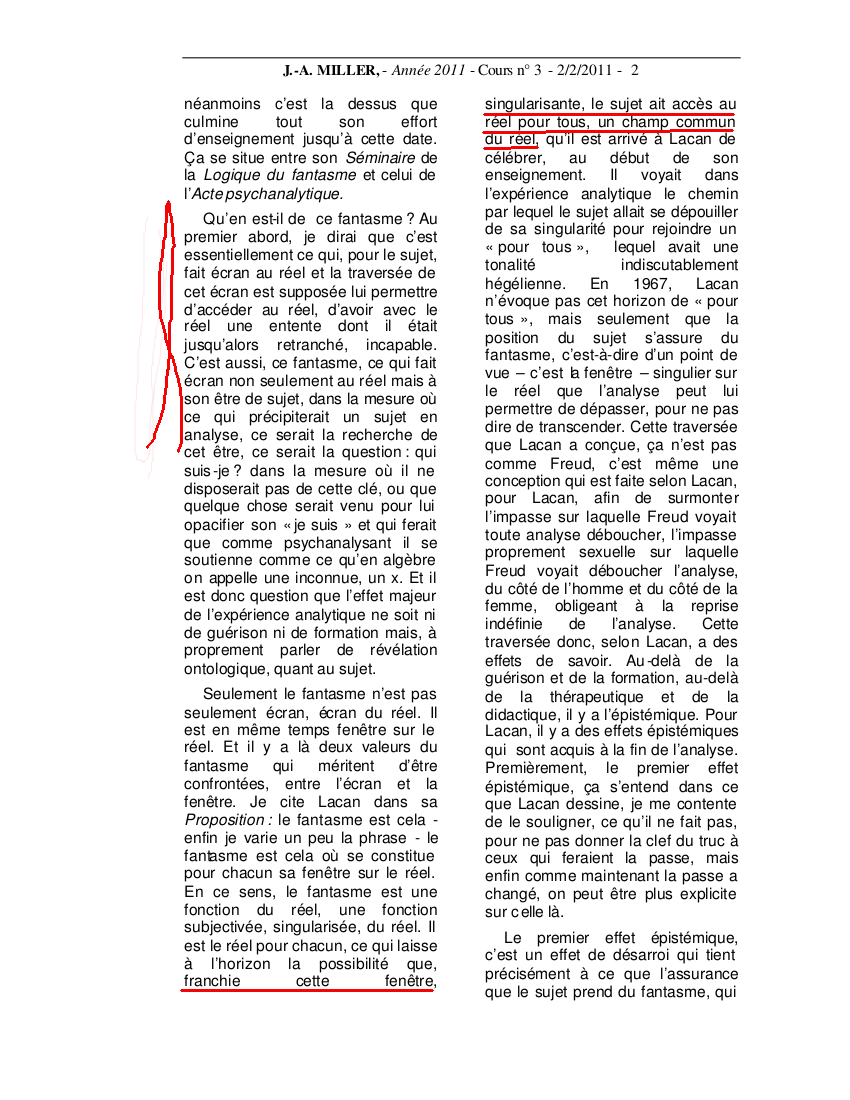 J.-A. MILLER, - Année 2011 - Cours n° 3 - 2/2/2011 - 2
néanmoins c'est la dessus que
culmine tout son effort
d'enseignement jusqu'à cette date.
Ça se situe entre son Séminaire de
la Logique du fantasme et celui de
l'Acte psychanalytique.
Qu'en est-il de ce fantasme ? Au
premier abord, je dirai que c'est
essentiellement ce qui, pour le sujet,
fait écran au réel et la traversée de
cet écran est supposée lui permettre
d'accéder au réel, d'avoir avec le
réel une entente dont il était
jusqu'alors retranché, incapable.
C'est aussi, ce fantasme, ce qui fait
écran non seulement au réel mais à
son être de sujet, dans la mesure où
ce qui précipiterait un sujet en
analyse, ce serait la recherche de
cet être, ce serait la question : qui
suis-je ? dans la mesure où il ne
disposerait pas de cette clé, ou que
quelque chose serait venu pour lui
opacifier son « je suis » et qui ferait
que comme psychanalysant il se
soutienne comme ce qu'en algèbre
on appelle une inconnue, un x. Et il
est donc question que l'effet majeur
de l'expérience analytique ne soit ni
de guérison ni de formation mais, à
proprement parler de révélation
ontologique, quant au sujet.
Seulement le fantasme n'est pas
seulement écran, écran du réel. Il
est en même temps fenêtre sur le
réel. Et il y a là deux valeurs du
fantasme qui méritent d'être
confrontées, entre l'écran et la
fenêtre. Je cite Lacan dans sa
Proposition : le fantasme est cela -
enfin je varie un peu la phrase - le
fantasme est cela où se constitue
pour chacun sa fenêtre sur le réel.
En ce sens, le fantasme est une
fonction du réel, une fonction
subjectivée, singularisée, du réel. Il
est le réel pour chacun, ce qui laisse
à l'horizon la possibilité que,
franchie cette fenêtre,
singularisante, le sujet ait accès au
réel pour tous, un champ commun
du réel, qu'il est arrivé à Lacan de
célébrer, au début de son
enseignement. Il voyait dans
l'expérience analytique le chemin
par lequel le sujet allait se dépouiller
de sa singularité pour rejoindre un
« pour tous », lequel avait une
tonalité indiscutablement
hégélienne. En 1967, Lacan
n'évoque pas cet horizon de « pour
tous », mais seulement que la
position du sujet s'assure du
fantasme, c'est-à-dire d'un point de
vue – c'est la fenêtre – singulier sur
le réel que l'analyse peut lui
permettre de dépasser, pour ne pas
dire de transcender. Cette traversée
que Lacan a conçue, ça n'est pas
comme Freud, c'est même une
conception qui est faite selon Lacan,
pour Lacan, afin de surmonter
l'impasse sur laquelle Freud voyait
toute analyse déboucher, l'impasse
proprement sexuelle sur laquelle
Freud voyait déboucher l'analyse,
du côté de l'homme et du côté de la
femme, obligeant à la reprise
indéfinie de l'analyse. Cette
traversée donc, selon Lacan, a des
effets de savoir. Au-delà de la
guérison et de la formation, au-delà
de la thérapeutique et de la
didactique, il y a l'épistémique. Pour
Lacan, il y a des effets épistémiques
qui sont acquis à la fin de l'analyse.
Premièrement, le premier effet
épistémique, ça s'entend dans ce
que Lacan dessine, je me contente
de le souligner, ce qu'il ne fait pas,
pour ne pas donner la clef du truc à
ceux qui feraient la passe, mais
enfin comme maintenant la passe a
changé, on peut être plus explicite
sur celle là.
Le premier effet épistémique,
c'est un effet de désarroi qui tient
précisément à ce que l'assurance
que le sujet prend du fantasme, qui